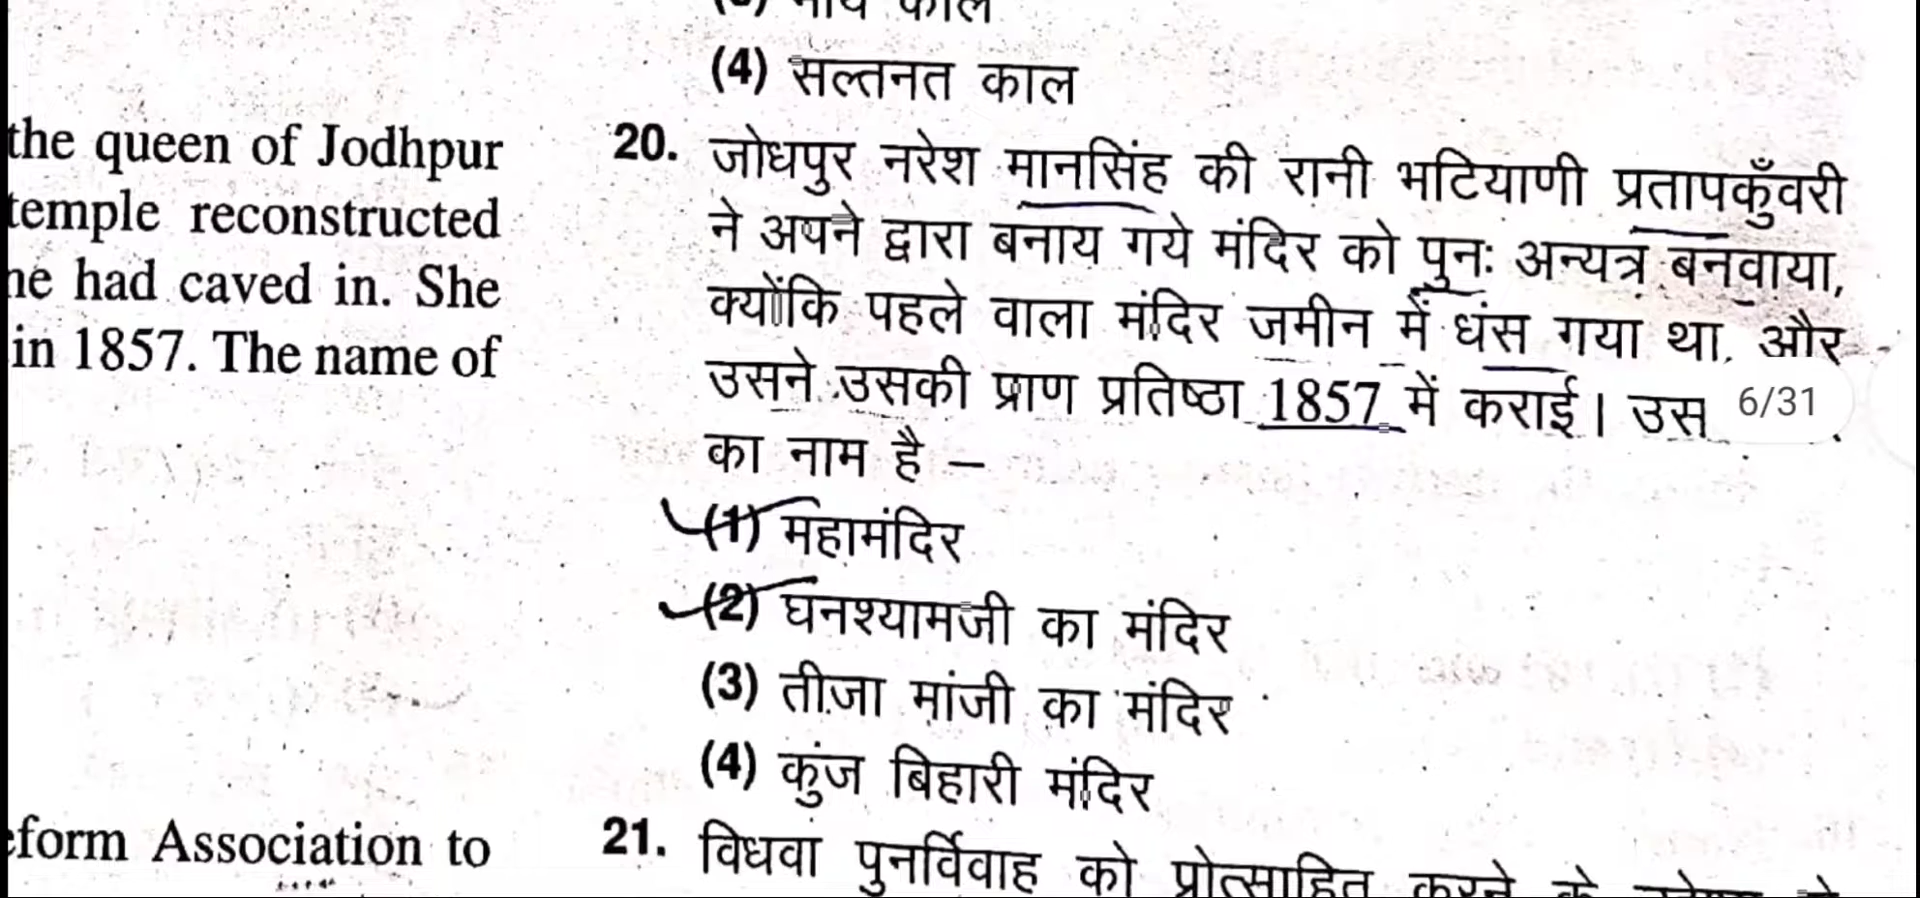 (4) सल्तनत काल
the queen of Jodhpur
temple reconstructed
he had caved in. She
in 1857. The name of
20. जोधपुर नरेश मानसिंह की रानी भटियाणी प्रतापकुँवरी
ने अपने द्वारा बनाय गये मंदिर को पुनः अन्यत्र बनवाया,
क्योंकि पहले वाला मंदिर जमीन में धंस गया था, और
उसने उसकी प्राण प्रतिष्ठा 1857 में कराई। उस
6/31
का नाम है –
(1) महामंदिर
(2) घनश्यामजी का मंदिर
(3) तीजा मांजी का मंदिर
(4) कुंज बिहारी मंदिर
eform Association to
21. विधवा पुनर्विवाह को प्रोत्साहित करने के